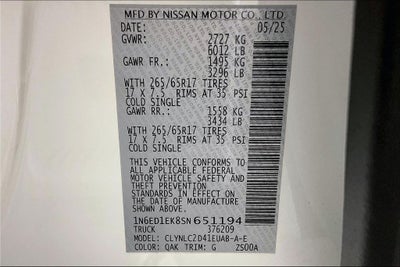 MFD BY NISSAN MOTOR CO., LTD.
DATE: 05/25
GVWR: 2727 KG
6012 LB
GAWR FR.: 1495 KG
3296 LB
WITH 265/65R17 TIRES
17 X 7.5 RIMS AT 35 PSI
COLD SINGLE
GAWR RR.: 1558 KG
3434 LB
WITH 265/65R17 TIRES
17 X 7.5 RIMS AT 35 PSI
COLD SINGLE
THIS VEHICLE CONFORMS TO
ALL APPLICABLE FEDERAL
MOTOR VEHICLE SAFETY AND
THEFT PREVENTION
STANDARDS IN EFFECT ON
THE DATE OF MANUFACTURE
SHOWN ABOVE.
1N6ED1EK8SN651194
TRUCK 376209
MODEL: CLYNLC2D41EUAB-A-E
COLOR: QAK TRIM: G ZS00A